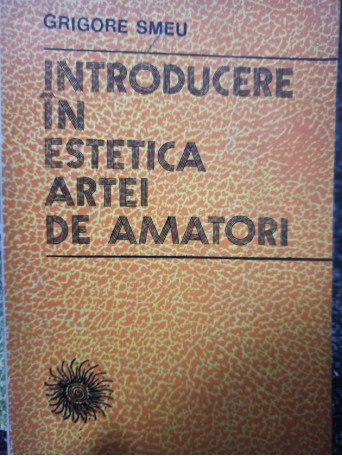 GRIGORE SMEU
INTRODUCERE
ÎN
ESTETICA
ARTEI
DE AMATORI